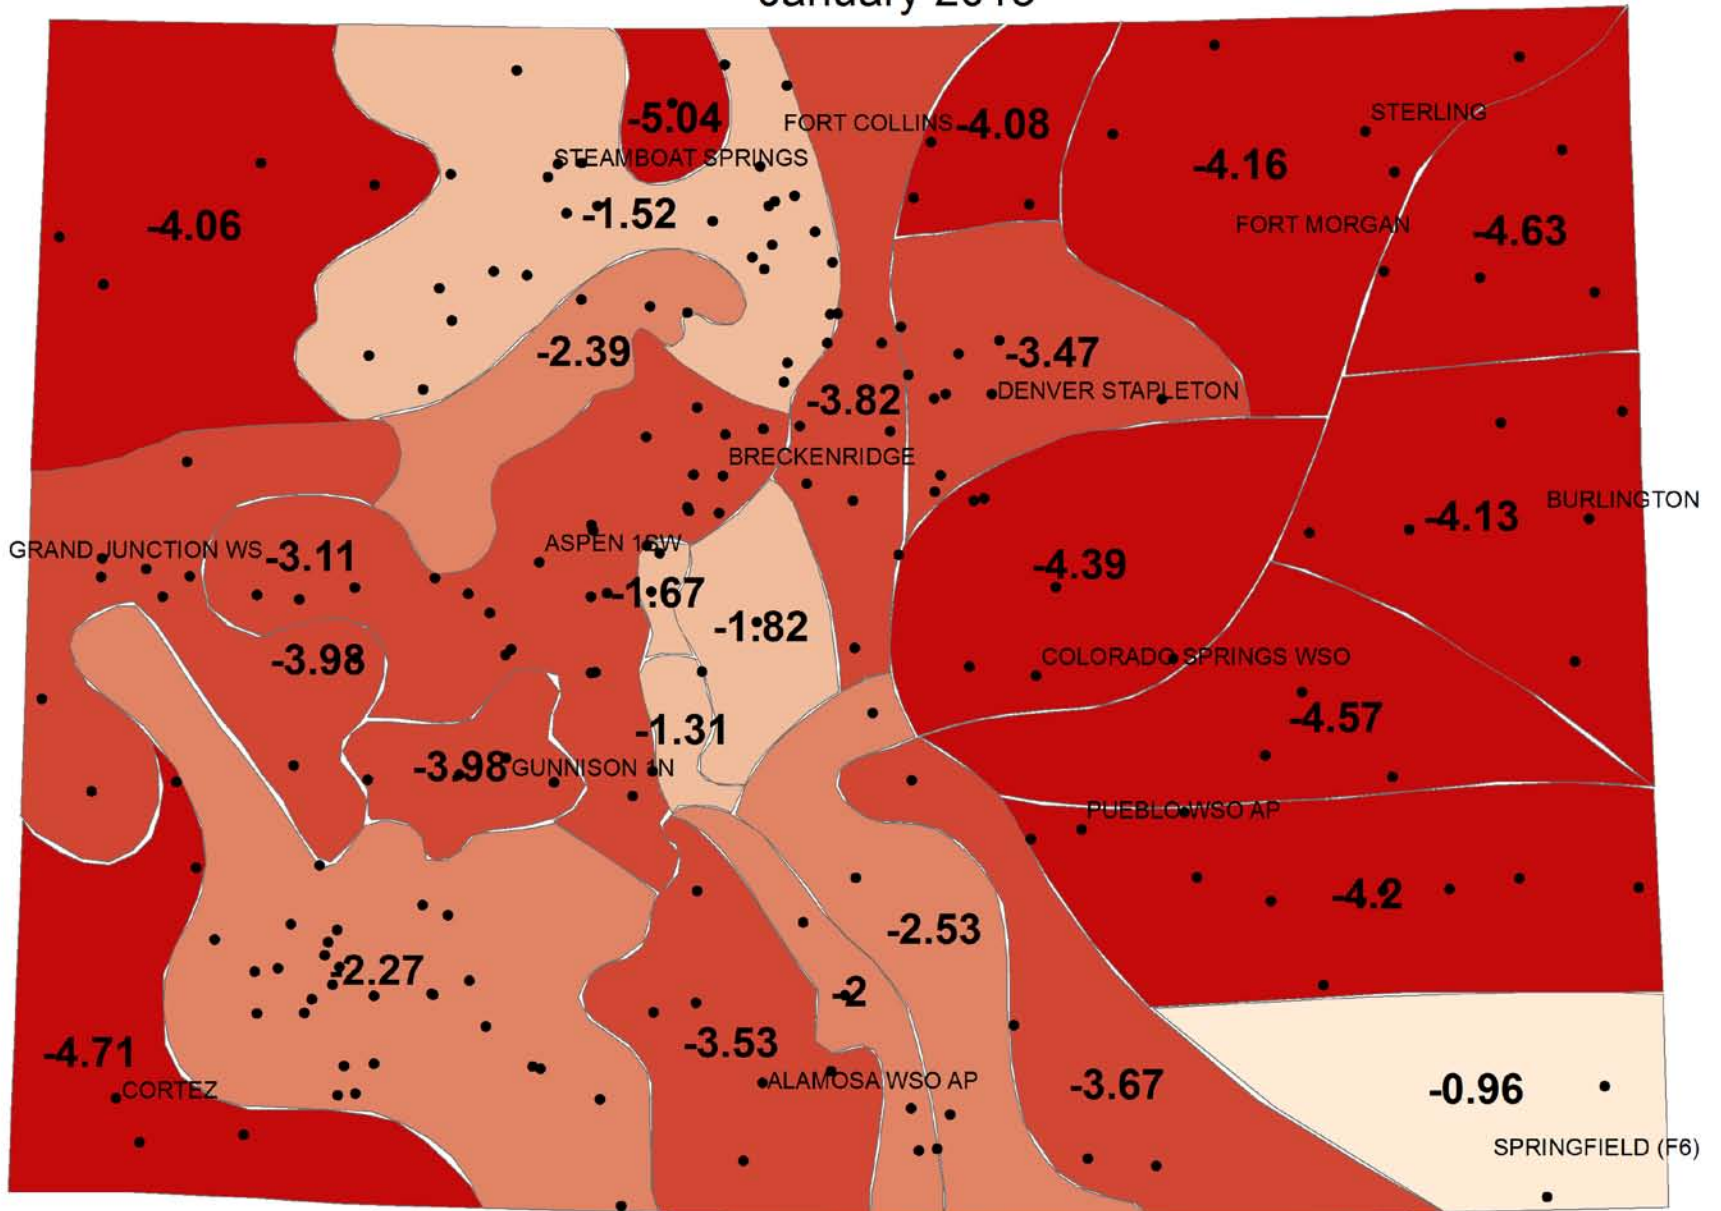 -5.04
FORT COLLINS
-4.08
STERLING
STEAMBOAT SPRINGS
-4.16
-4.06
-1.52
FORT MORGAN
-4.63
-2.39
-3.47
DENVER STAPLETON
-3.82
BRECKENRIDGE
BURLINGTON
-4.13
GRAND JUNCTION WS
-3.11
ASPEN 1SW
-4.39
-1.67
-1.82
-3.98
COLORADO SPRINGS WSO
-4.57
-1.31
-3.98
GUNNISON 1N
PUEBLO WSO AP
-4.2
-2.53
-2.27
-2
-3.53
-4.71
CORTEZ
ALAMOSA WSO AP
-3.67
-0.96
SPRINGFIELD (F6)